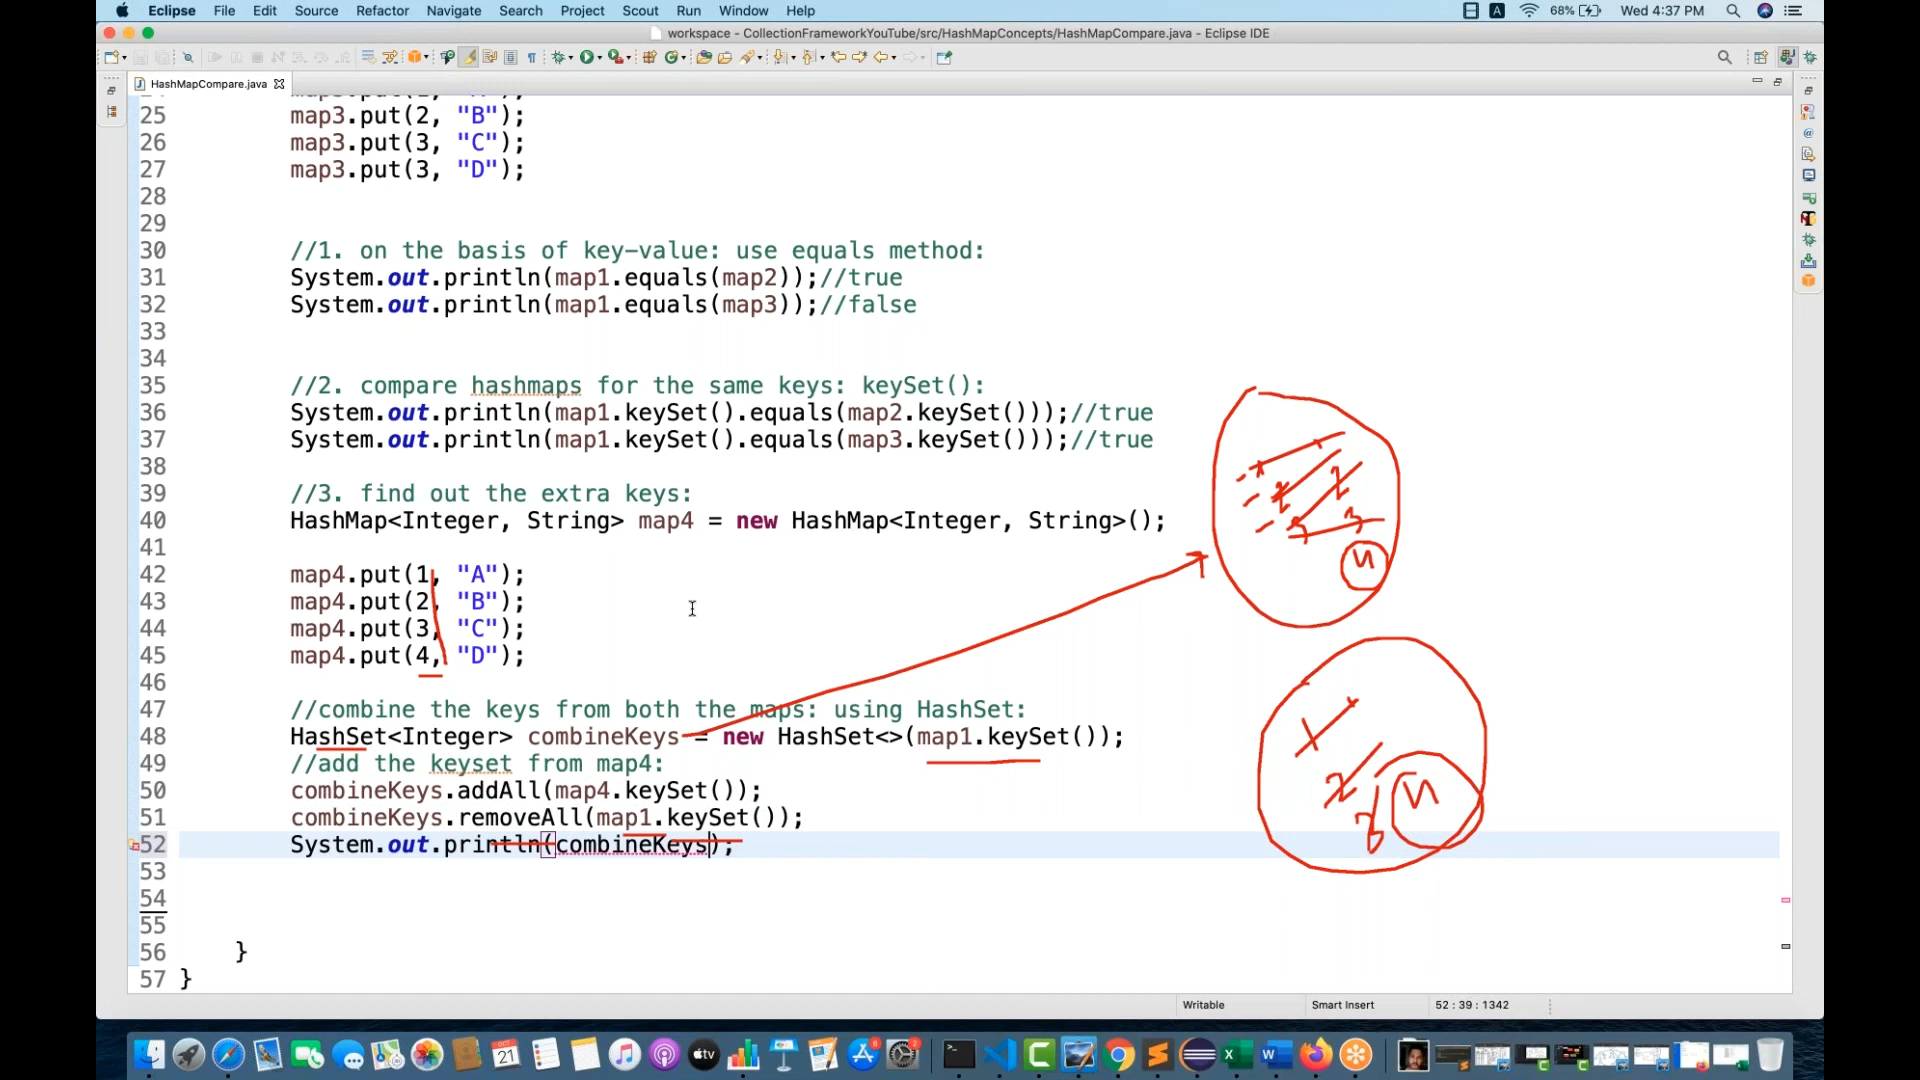 Eclipse File Edit Source Refactor Navigate Search Project Scout Run Window Help A 68% Wed 4:37 PM
workspace - CollectionFrameworkYouTube/src/HashMapConcepts/HashMapCompare.java - Eclipse IDE
HashMapCompare.java
25 map3.put(2, "B");
26 map3.put(3, "C");
27 map3.put(3, "D");
28
29
30 //1. on the basis of key-value: use equals method:
31 System.out.println(map1.equals(map2));//true
32 System.out.println(map1.equals(map3));//false
33
34
35 //2. compare hashmaps for the same keys: keySet():
36 System.out.println(map1.keySet().equals(map2.keySet()));//true
37 System.out.println(map1.keySet().equals(map3.keySet()));//true
38
39 //3. find out the extra keys:
40 HashMap<Integer, String> map4 = new HashMap<Integer, String>();
41
42 map4.put(1, "A");
43 map4.put(2, "B");
44 map4.put(3, "C");
45 map4.put(4, "D");
46
47 //combine the keys from both the maps: using HashSet:
48 HashSet<Integer> combineKeys = new HashSet<>(map1.keySet());
49 //add the keyset from map4:
50 combineKeys.addAll(map4.keySet());
51 combineKeys.removeAll(map1.keySet());
52 System.out.println(combineKeys);
53
54
55
56 }
57 }
Writable Smart Insert 52 : 39 : 1342